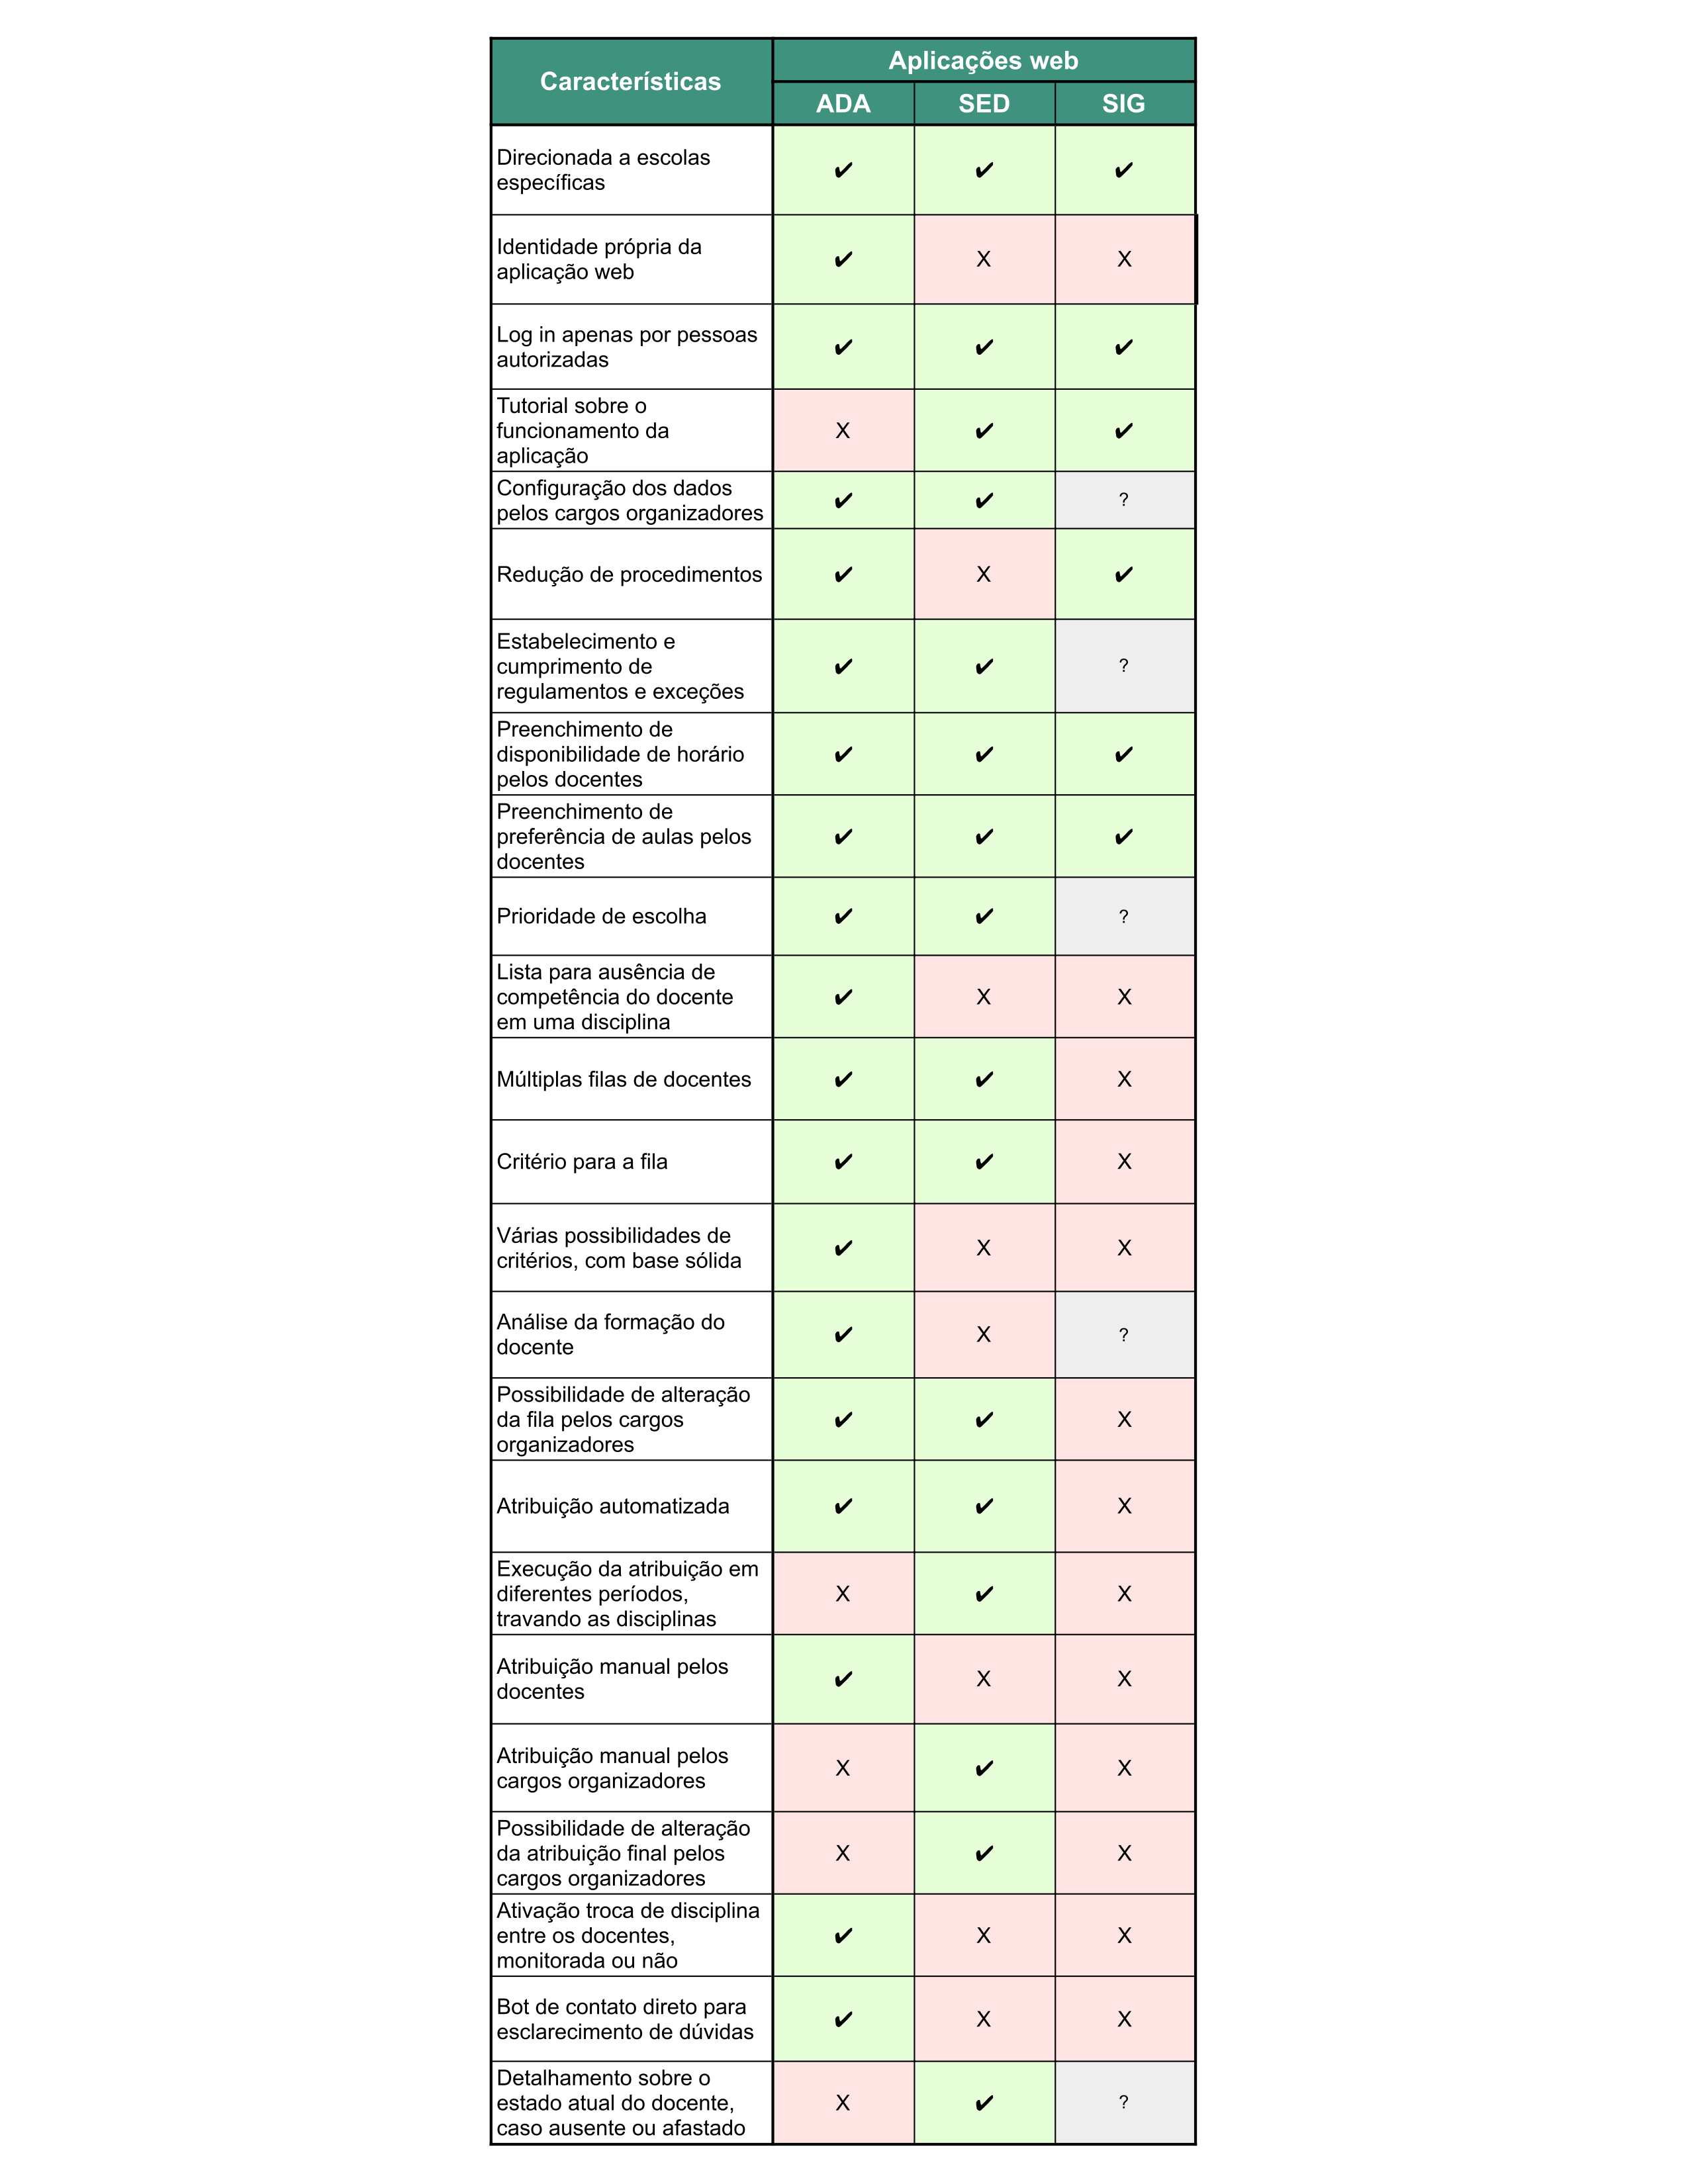 Características
Aplicações web
ADA SED SIG
Direcionada a escolas
específicas
✔ ✔ ✔
Identidade própria da
aplicação web
✔ X X
Log in apenas por pessoas
autorizadas
✔ ✔ ✔
Tutorial sobre o
funcionamento da
aplicação
X ✔ ✔
Configuração dos dados
pelos cargos organizadores
✔ ✔ ?
Redução de procedimentos
✔ X ✔
Estabelecimento e
cumprimento de
regulamentos e exceções
✔ ✔ ?
Preenchimento de
disponibilidade de horário
pelos docentes
✔ ✔ ✔
Preenchimento de
preferência de aulas pelos
docentes
✔ ✔ ✔
Prioridade de escolha
✔ ✔ ?
Lista para ausência de
competência do docente
em uma disciplina
✔ X X
Múltiplas filas de docentes
✔ ✔ X
Critério para a fila
✔ ✔ X
Várias possibilidades de
critérios, com base sólida
✔ X X
Análise da formação do
docente
✔ X ?
Possibilidade de alteração
da fila pelos cargos
organizadores
✔ ✔ X
Atribuição automatizada
✔ ✔ X
Execução da atribuição em
diferentes períodos,
travando as disciplinas
X ✔ X
Atribuição manual pelos
docentes
✔ X X
Atribuição manual pelos
cargos organizadores
X ✔ X
Possibilidade de alteração
da atribuição final pelos
cargos organizadores
X ✔ X
Ativação troca de disciplina
entre os docentes,
monitorada ou não
✔ X X
Bot de contato direto para
esclarecimento de dúvidas
✔ X X
Detalhamento sobre o
estado atual do docente,
caso ausente ou afastado
X ✔ ?